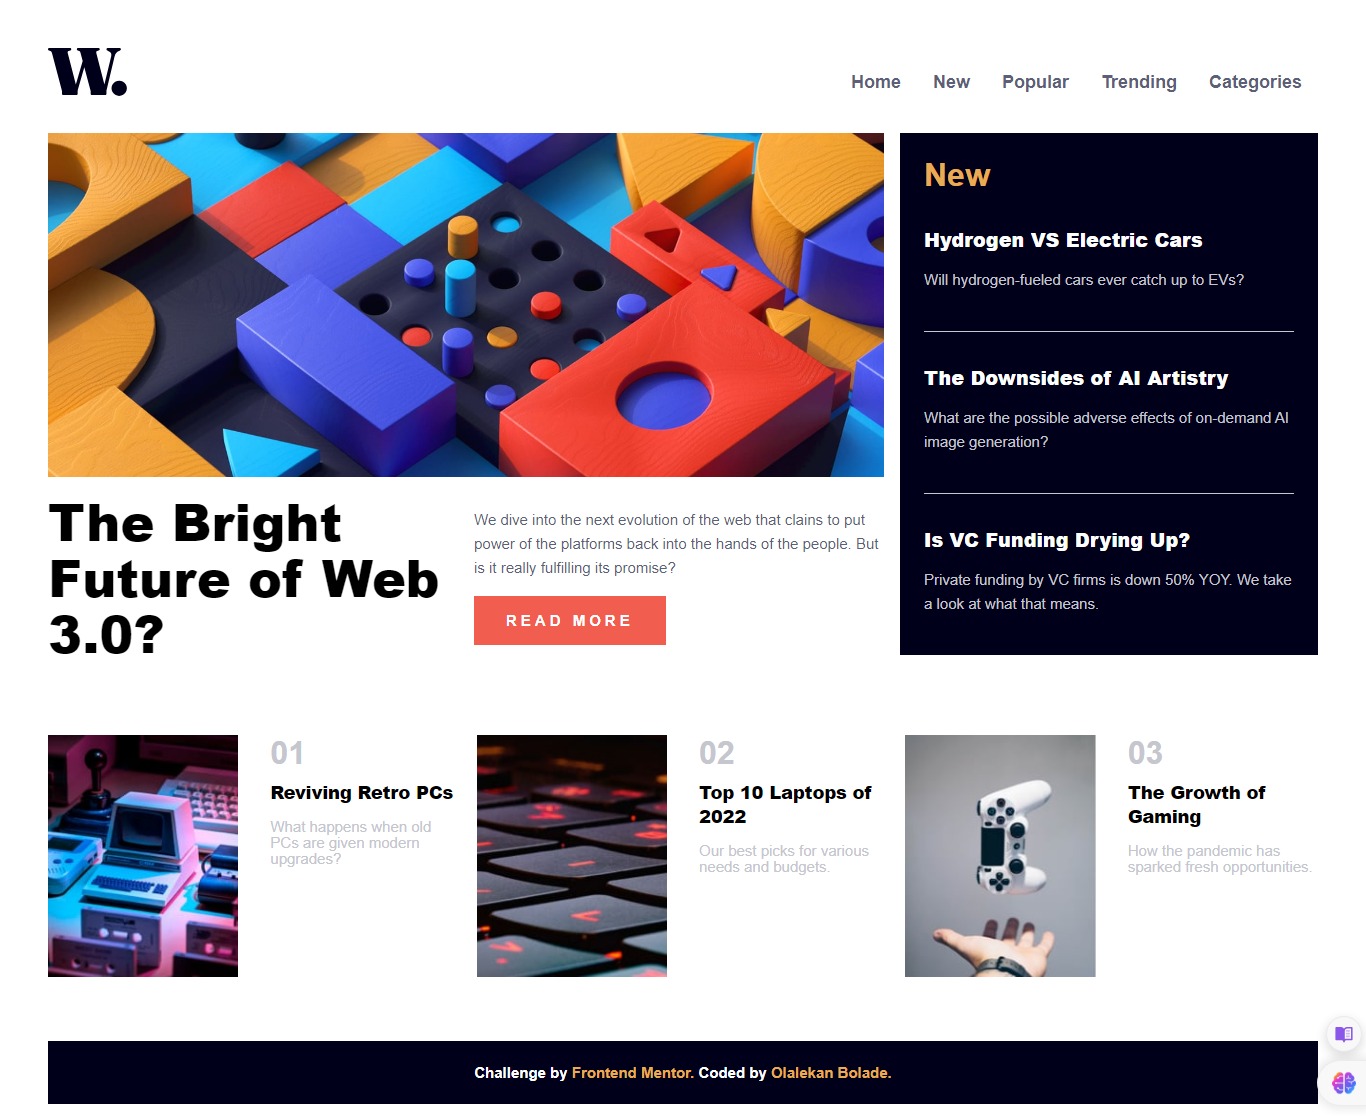 W.
Home New Popular Trending Categories
New
Hydrogen VS Electric Cars
Will hydrogen-fueled cars ever catch up to EVs?
The Downsides of AI Artistry
What are the possible adverse effects of on-demand AI
image generation?
Is VC Funding Drying Up?
Private funding by VC firms is down 50% YOY. We take
a look at what that means.
The Bright
Future of Web
3.0?
We dive into the next evolution of the web that clains to put
power of the platforms back into the hands of the people. But
is it really fulfilling its promise?
READ MORE
01
Reviving Retro PCs
What happens when old
PCs are given modern
upgrades?
02
Top 10 Laptops of
2022
Our best picks for various
needs and budgets.
03
The Growth of
Gaming
How the pandemic has
sparked fresh opportunities.
Challenge by Frontend Mentor. Coded by Olalekan Bolade.